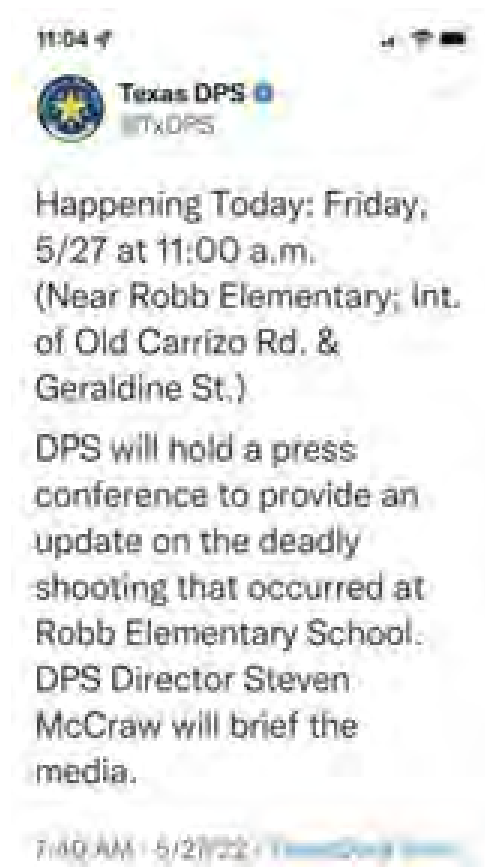 11:04
Texas DPS
@TxDPS
Happening Today: Friday,
5/27 at 11:00 a.m.
(Near Robb Elementary; Int.
of Old Carrizo Rd. &
Geraldine St.)
DPS will hold a press
conference to provide an
update on the deadly
shooting that occurred at
Robb Elementary School.
DPS Director Steven
McCraw will brief the
media.
7:40 AM · 5/27/22 ·